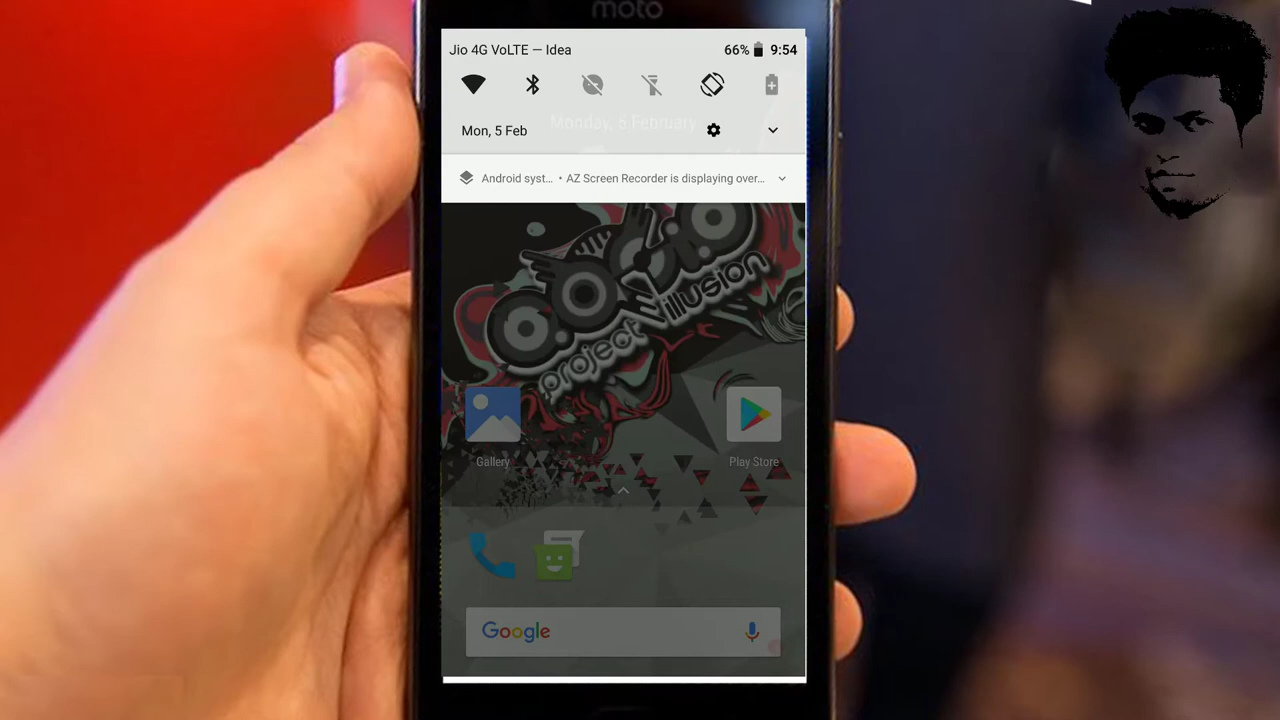 moto
Jio 4G VoLTE — Idea 66% 9:54
Monday, 5 February
Mon, 5 Feb
Android syst... • AZ Screen Recorder is displaying over...
project illusion
Gallery Play Store
Google